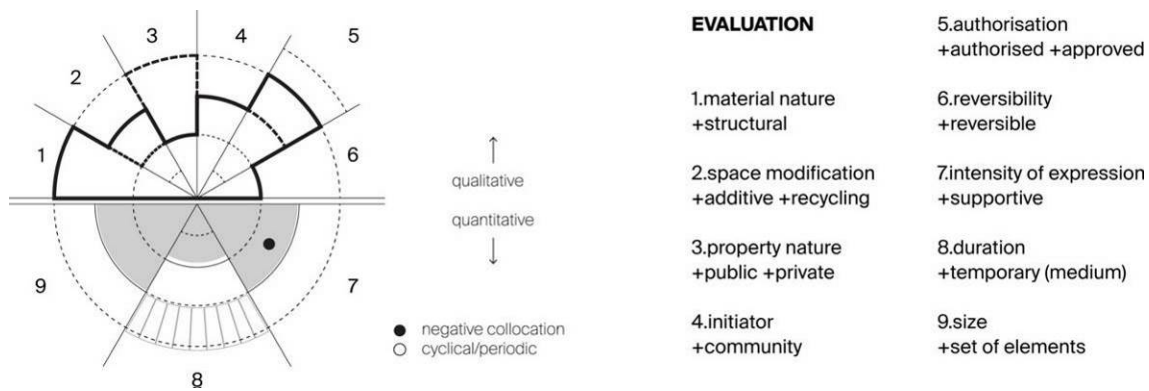 1
2
3
4
5
6
7
8
9
qualitative
quantitative
negative collocation
cyclical/periodic
EVALUATION
1.material nature
+structural
2.space modification
+additive +recycling
3.property nature
+public +private
4.initiator
+community
5.authorisation
+authorised +approved
6.reversibility
+reversible
7.intensity of expression
+supportive
8.duration
+temporary (medium)
9.size
+set of elements